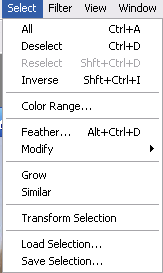 Select Filter View Window
All Ctrl+A
Deselect Ctrl+D
Reselect Shft+Ctrl+D
Inverse Shft+Ctrl+I
Color Range...
Feather... Alt+Ctrl+D
Modify
Grow
Similar
Transform Selection
Load Selection...
Save Selection...